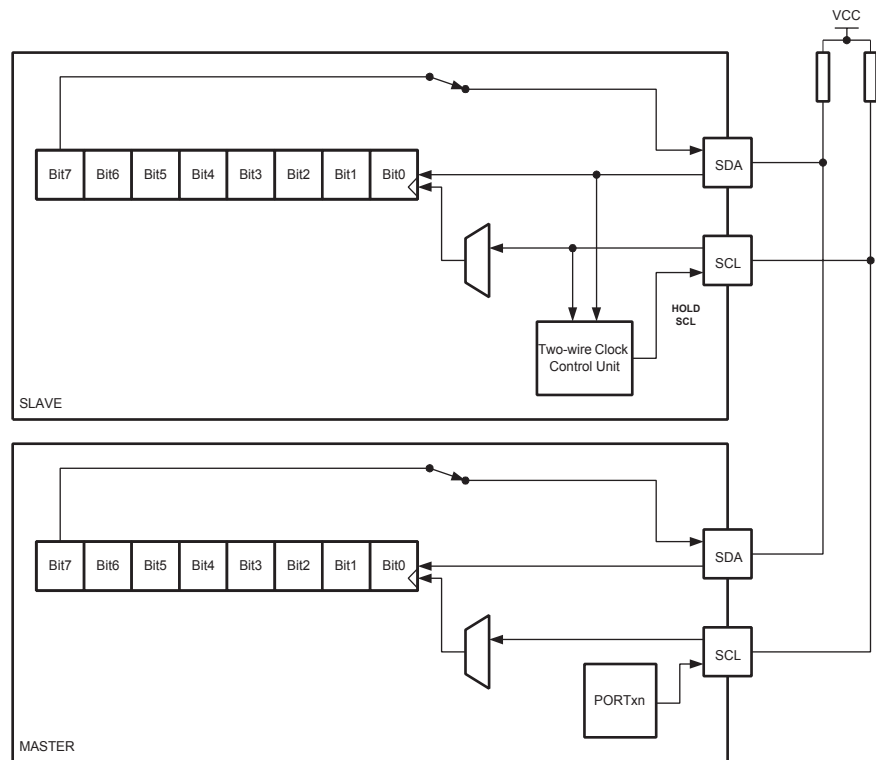 VCC
Bit7 Bit6 Bit5 Bit4 Bit3 Bit2 Bit1 Bit0
SDA
SCL
HOLD
SCL
Two-wire Clock
Control Unit
SLAVE
Bit7 Bit6 Bit5 Bit4 Bit3 Bit2 Bit1 Bit0
SDA
SCL
PORTxn
MASTER